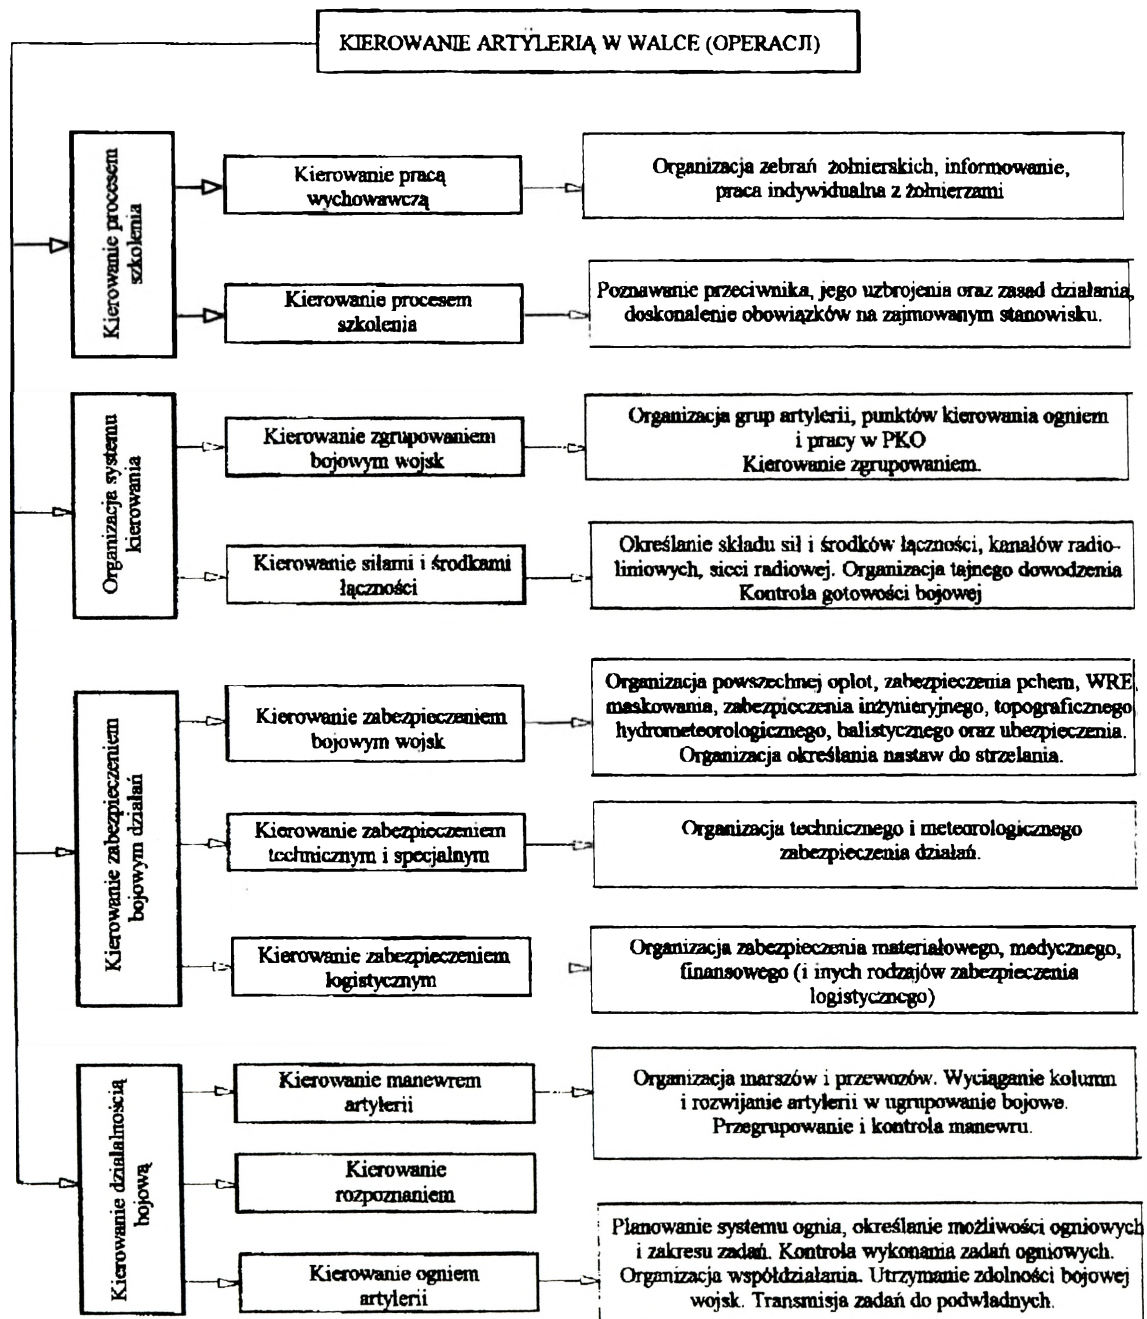 KIEROWANIE ARTYLERIĄ W WALCE (OPERACJI)
Kierowanie procesem
szkolenia
Kierowanie pracą
wychowawczą
Organizacja zebrań żołnierskich, informowanie,
praca indywidualna z żołnierzami
Kierowanie procesem
szkolenia
Poznawanie przeciwnika, jego uzbrojenia oraz zasad działania,
doskonalenie obowiązków na zajmowanym stanowisku.
Organizacja systemu
kierowania
Kierowanie zgrupowaniem
bojowym wojsk
Organizacja grup artylerii, punktów kierowania ogniem
i pracy w PKO
Kierowanie zgrupowaniem.
Kierowanie siłami i środkami
łączności
Określanie składu sił i środków łączności, kanałów radio-
liniowych, sieci radiowej. Organizacja tajnego dowodzenia
Kontrola gotowości bojowej
Kierowanie zabezpieczeniem
bojowym działań
Kierowanie zabezpieczeniem
bojowym wojsk
Organizacja powszechnej oplot, zabezpieczenia pchem, WRE,
maskowania, zabezpieczenia inżynieryjnego, topograficznego
hydrometeorologicznego, balistycznego oraz ubezpieczenia.
Organizacja określania nastaw do strzelania.
Kierowanie zabezpieczeniem
technicznym i specjalnym
Organizacja technicznego i meteorologicznego
zabezpieczenia działań.
Kierowanie zabezpieczeniem
logistycznym
Organizacja zabezpieczenia materiałowego, medycznego,
finansowego (i inych rodzajów zabezpieczenia
logistycznego)
Kierowanie działalnością
bojową
Kierowanie manewrem
artylerii
Organizacja marszów i przewozów. Wyciąganie kolumn
i rozwijanie artylerii w ugrupowanie bojowe.
Przegrupowanie i kontrola manewru.
Kierowanie
rozpoznaniem
Kierowanie ogniem
artylerii
Planowanie systemu ognia, określanie możliwości ogniowych
i zakresu zadań. Kontrola wykonania zadań ogniowych.
Organizacja współdziałania. Utrzymanie zdolności bojowej
wojsk. Transmisja zadań do podwładnych.